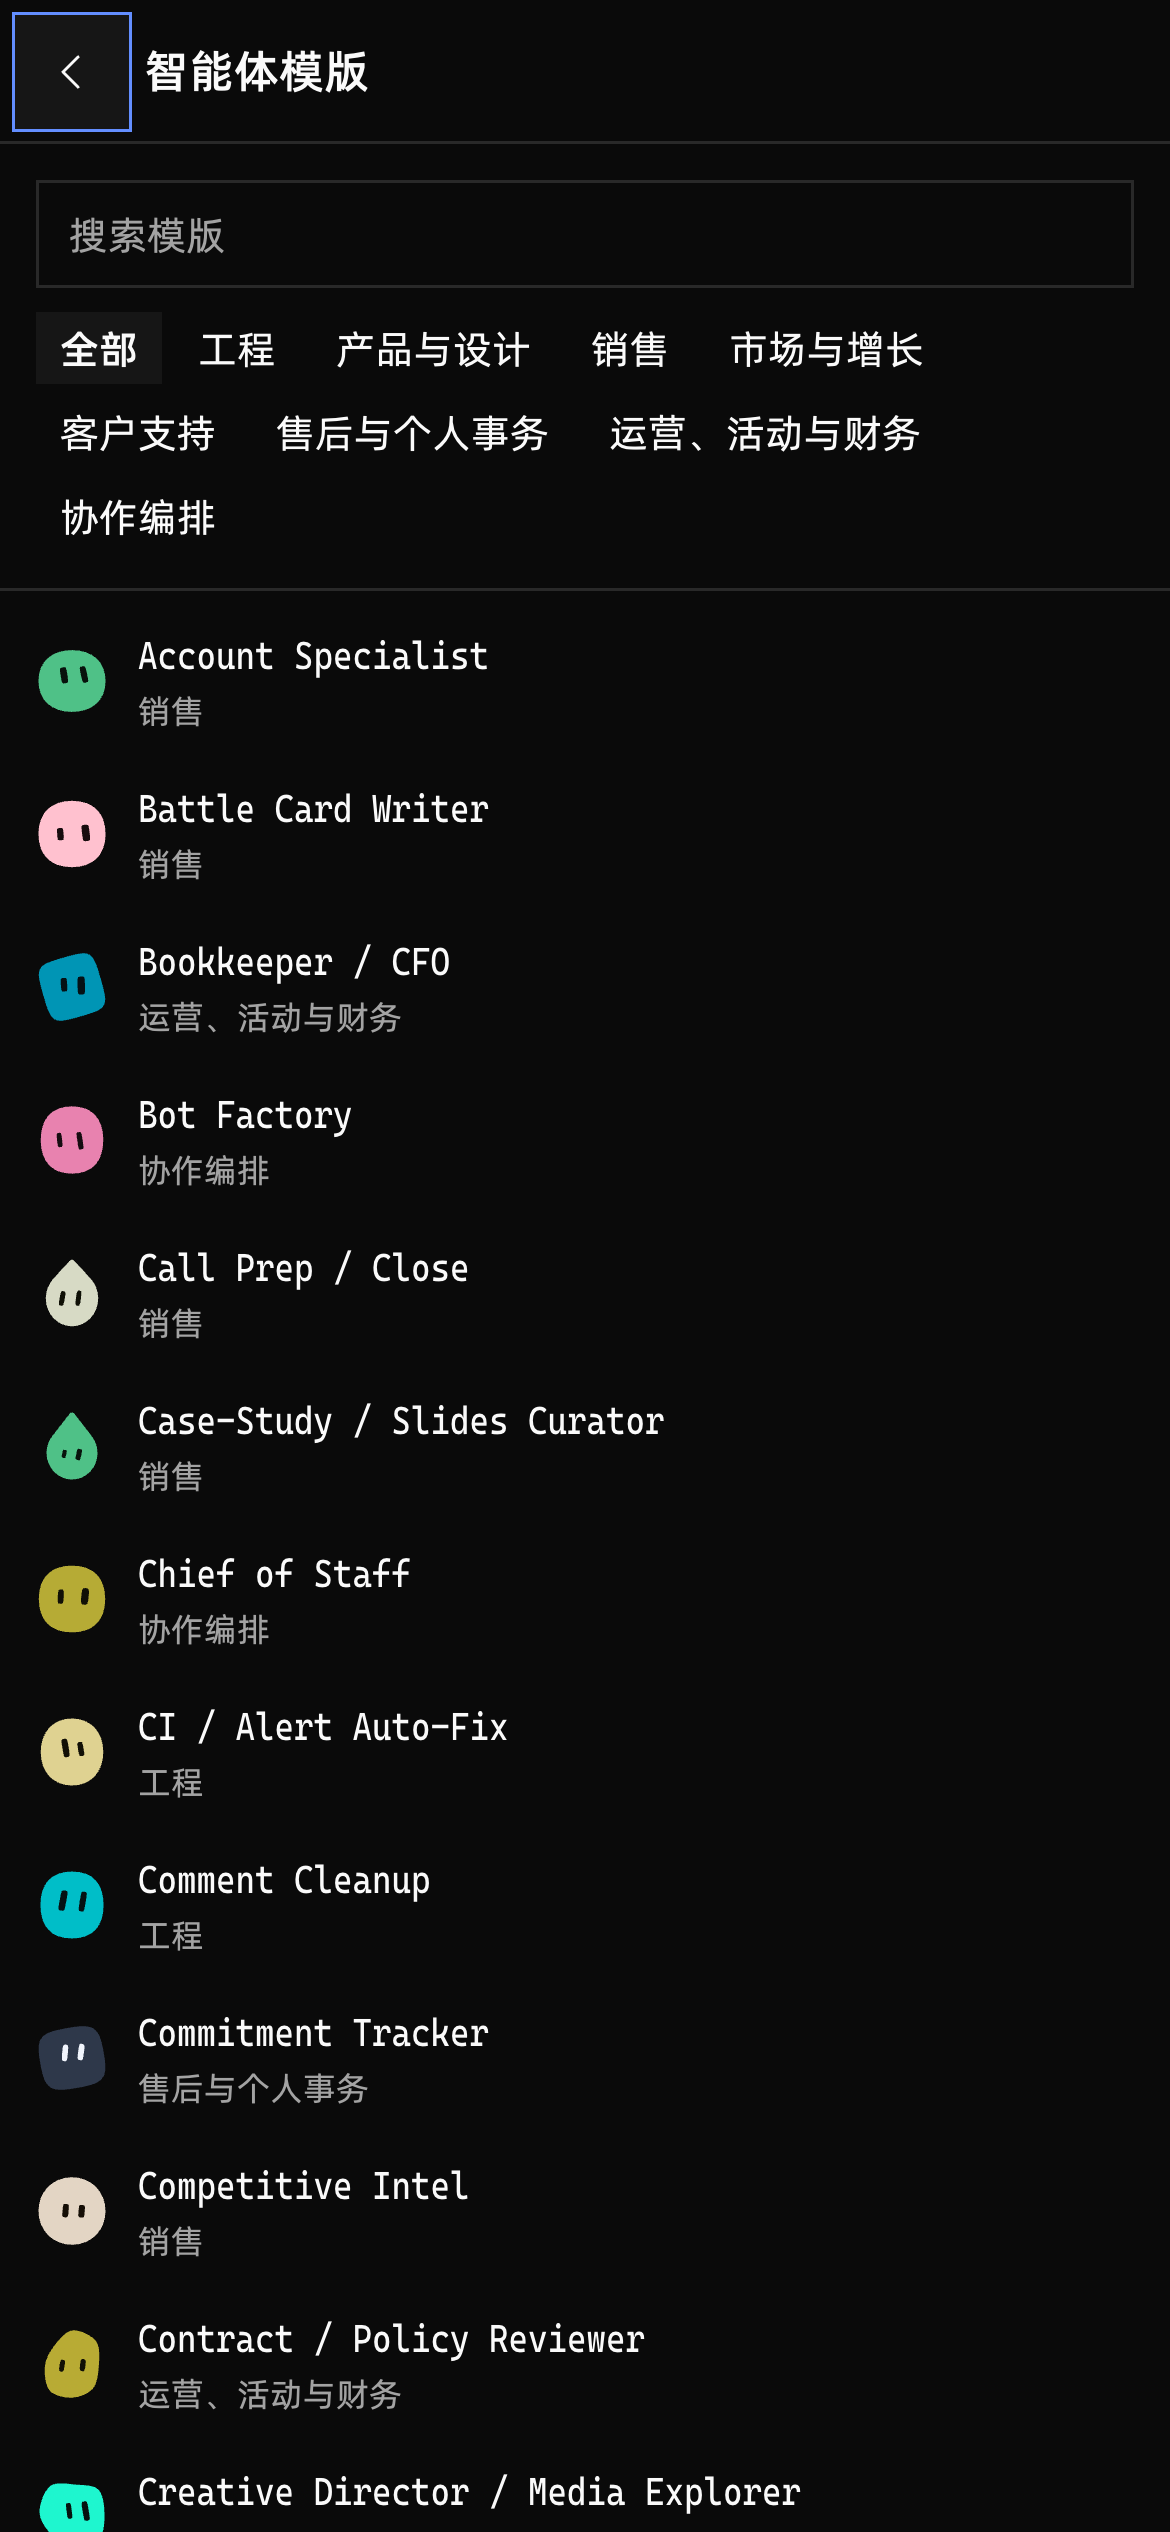 智能体模版
搜索模版
全部 工程 产品与设计 销售 市场与增长
客户支持 售后与个人事务 运营、活动与财务
协作编排
Account Specialist
销售
Battle Card Writer
销售
Bookkeeper / CFO
运营、活动与财务
Bot Factory
协作编排
Call Prep / Close
销售
Case-Study / Slides Curator
销售
Chief of Staff
协作编排
CI / Alert Auto-Fix
工程
Comment Cleanup
工程
Commitment Tracker
售后与个人事务
Competitive Intel
销售
Contract / Policy Reviewer
运营、活动与财务
Creative Director / Media Explorer